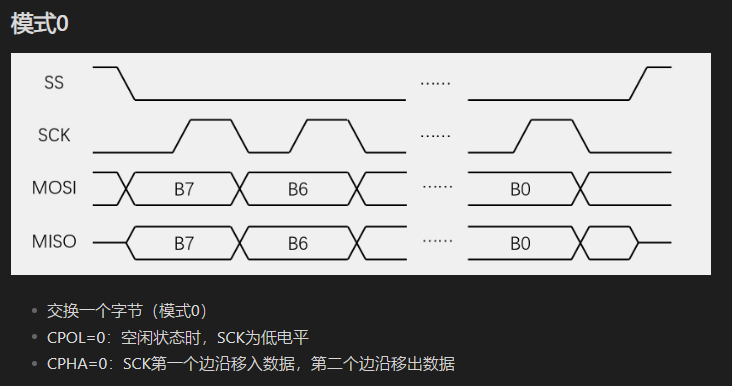 模式0
SS ······
SCK ······
MOSI B7 B6 ······ B0
MISO B7 B6 ······ B0
交换一个字节（模式0）
CPOL=0：空闲状态时，SCK为低电平
CPHA=0：SCK第一个边沿移入数据，第二个边沿移出数据